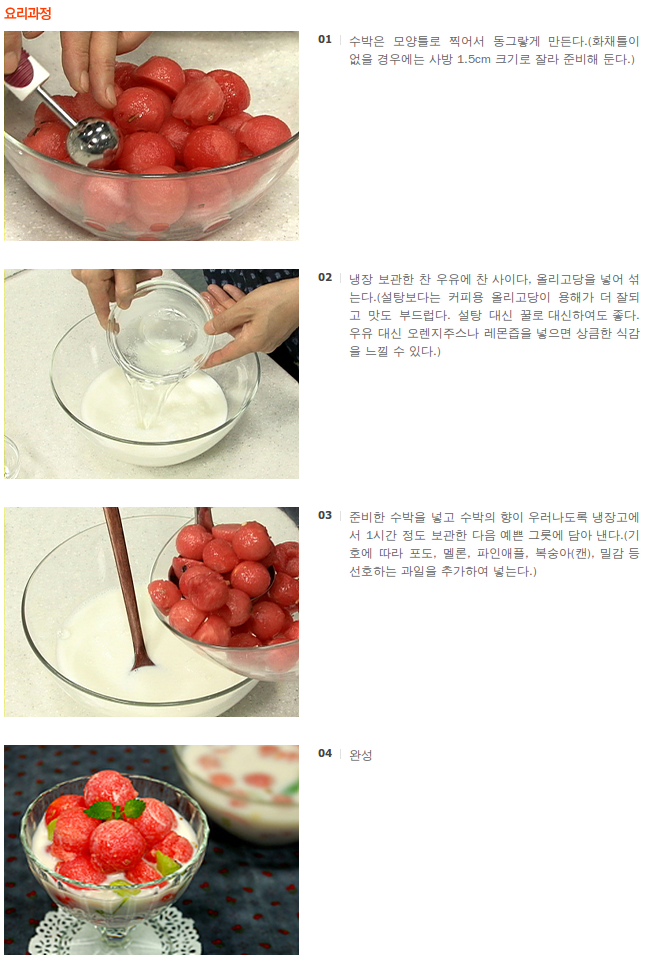 요리과정
01 수박은 모양틀로 찍어서 동그랗게 만든다.(화채틀이
없을 경우에는 사방 1.5cm 크기로 잘라 준비해 둔다.)
02 냉장 보관한 찬 우유에 찬 사이다, 올리고당을 넣어 섞
는다.(설탕보다는 커피용 올리고당이 용해가 더 잘되
고 맛도 부드럽다. 설탕 대신 꿀로 대신하여도 좋다.
우유 대신 오렌지주스나 레몬즙을 넣으면 상큼한 식감
을 느낄 수 있다.)
03 준비한 수박을 넣고 수박의 향이 우러나도록 냉장고에
서 1시간 정도 보관한 다음 예쁜 그릇에 담아 낸다.(기
호에 따라 포도, 멜론, 파인애플, 복숭아(캔), 밀감 등
선호하는 과일을 추가하여 넣는다.)
04 완성